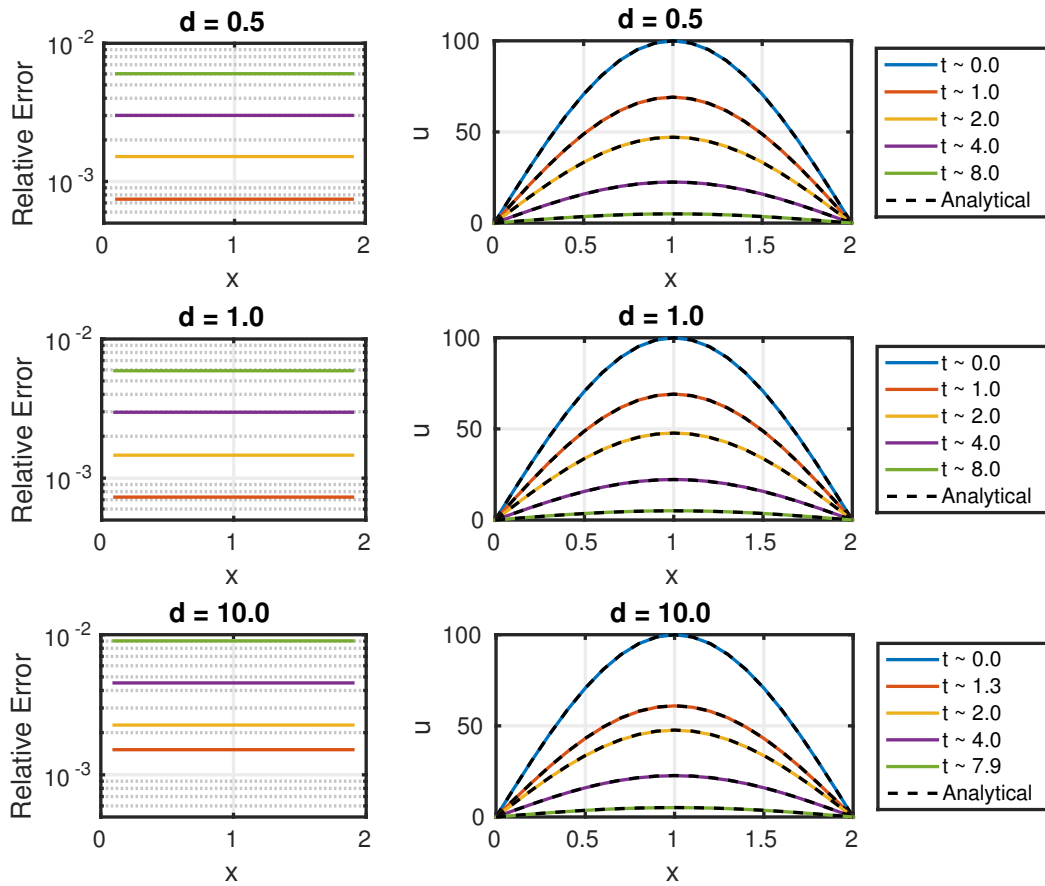 d = 0.5
10^-2
10^-3
Relative Error
0
1
2
x
d = 0.5
100
50
0
u
0
0.5
1
1.5
2
x
t ~ 0.0
t ~ 1.0
t ~ 2.0
t ~ 4.0
t ~ 8.0
Analytical
d = 1.0
10^-2
10^-3
Relative Error
0
1
2
x
d = 1.0
100
50
0
u
0
0.5
1
1.5
2
x
t ~ 0.0
t ~ 1.0
t ~ 2.0
t ~ 4.0
t ~ 8.0
Analytical
d = 10.0
10^-2
10^-3
Relative Error
0
1
2
x
d = 10.0
100
50
0
u
0
0.5
1
1.5
2
x
t ~ 0.0
t ~ 1.3
t ~ 2.0
t ~ 4.0
t ~ 7.9
Analytical